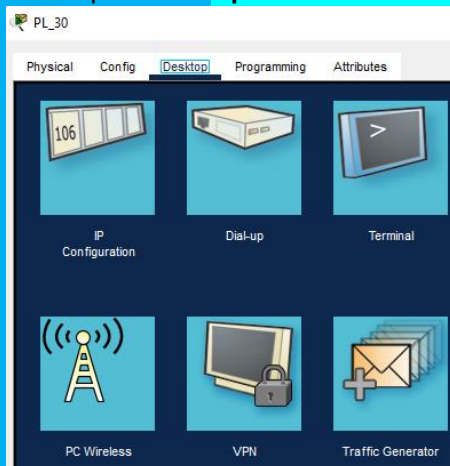 PL_30
Physical Config Desktop Programming Attributes
106
>
IP
Configuration
Dial-up
Terminal
PC Wireless
VPN
Traffic Generator